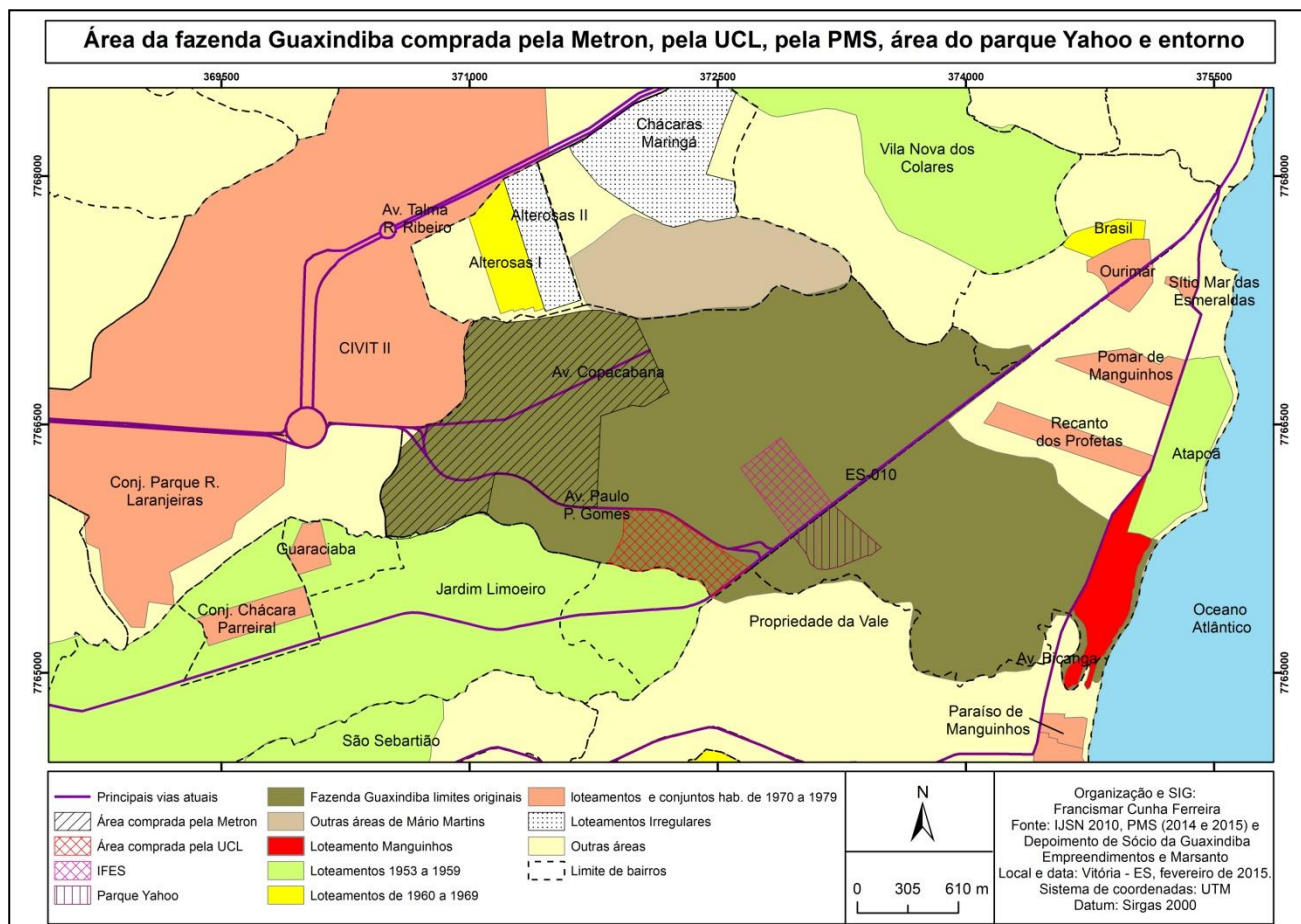 Área da fazenda Guaxindiba comprada pela Metron, pela UCL, pela PMS, área do parque Yahoo e entorno
369500
371000
372500
374000
375500
7768000
7768000
7766500
7766500
7765000
7765000
Chácaras
Maringá
Vila Nova dos
Colares
Av. Talma
R. Ribeiro
Alterosas II
Alterosas I
Brasil
Ourimar
Sítio Mar das
Esmeraldas
CIVIT II
Av. Copacabana
Pomar de
Manguinhos
Recanto
dos Profetas
Atapoã
Conj. Parque R.
Laranjeiras
ES-010
Av. Paulo
P. Gomes
Guaraciaba
Jardim Limoeiro
Conj. Chácara
Parreiral
Propriedade da Vale
Oceano
Atlântico
Av. Bicanga
Paraíso de
Manguinhos
São Sebartião
Principais vias atuais
Área comprada pela Metron
Área comprada pela UCL
IFES
Parque Yahoo
Fazenda Guaxindiba limites originais
Outras áreas de Mário Martins
Loteamento Manguinhos
Loteamentos 1953 a 1959
Loteamentos de 1960 a 1969
loteamentos e conjuntos hab. de 1970 a 1979
Loteamentos Irregulares
Outras áreas
Limite de bairros
N
0 305 610 m
Organização e SIG:
Francismar Cunha Ferreira
Fonte: IJSN 2010, PMS (2014 e 2015) e
Depoimento de Sócio da Guaxindiba
Empreendimentos e Marsanto
Local e data: Vitória - ES, fevereiro de 2015.
Sistema de coordenadas: UTM
Datum: Sirgas 2000